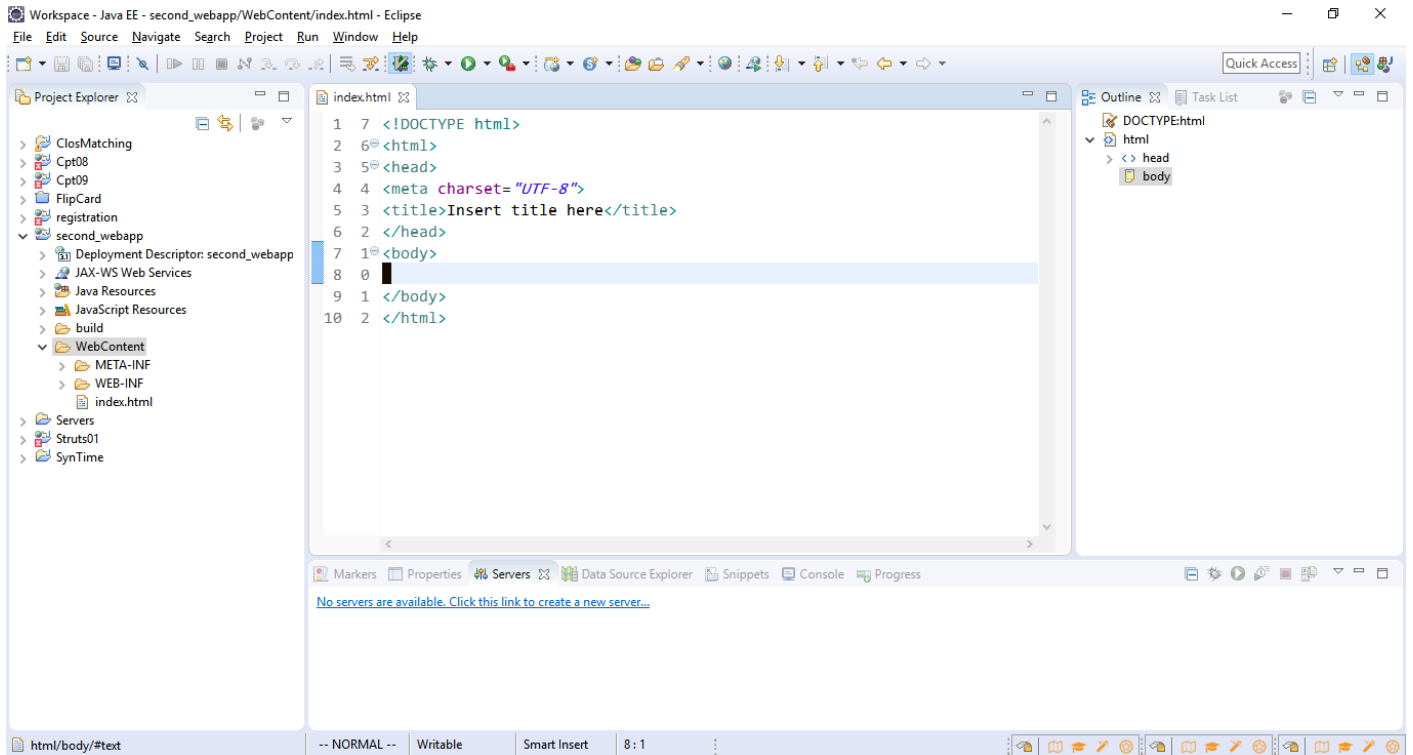 Workspace - Java EE - second_webapp/WebContent/index.html - Eclipse
File Edit Source Navigate Search Project Run Window Help
Quick Access
Project Explorer
ClosMatching
Cpt08
Cpt09
FlipCard
registration
second_webapp
Deployment Descriptor: second_webapp
JAX-WS Web Services
Java Resources
JavaScript Resources
build
WebContent
META-INF
WEB-INF
index.html
Servers
Struts01
SynTime
index.html
1 7 <!DOCTYPE html>
2 6 <html>
3 5 <head>
4 4 <meta charset="UTF-8">
5 3 <title>Insert title here</title>
6 2 </head>
7 1 <body>
8 0
9 1 </body>
10 2 </html>
Outline Task List
DOCTYPE:html
html
head
body
Markers Properties Servers Data Source Explorer Snippets Console Progress
No servers are available. Click this link to create a new server...
html/body/#text -- NORMAL -- Writable Smart Insert 8 : 1